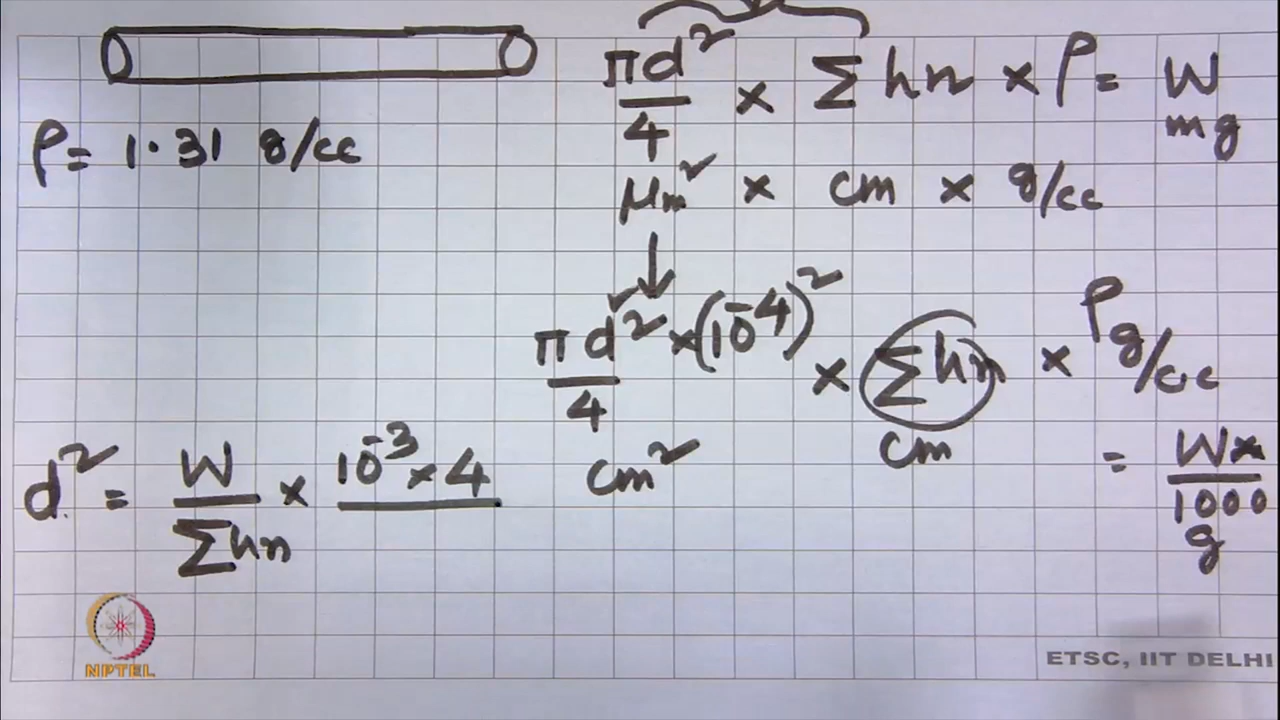 πd²/4 × Σhn × ρ = W mg
ρ = 1.31 g/cc
μm² × cm × g/cc
πd²/4 × (10⁻⁴)² × Σhn × ρ g/cc
cm² cm
= W×/1000 g
d² = W/Σhn × 10⁻³ × 4
NPTEL
ETSC, IIT DELHI